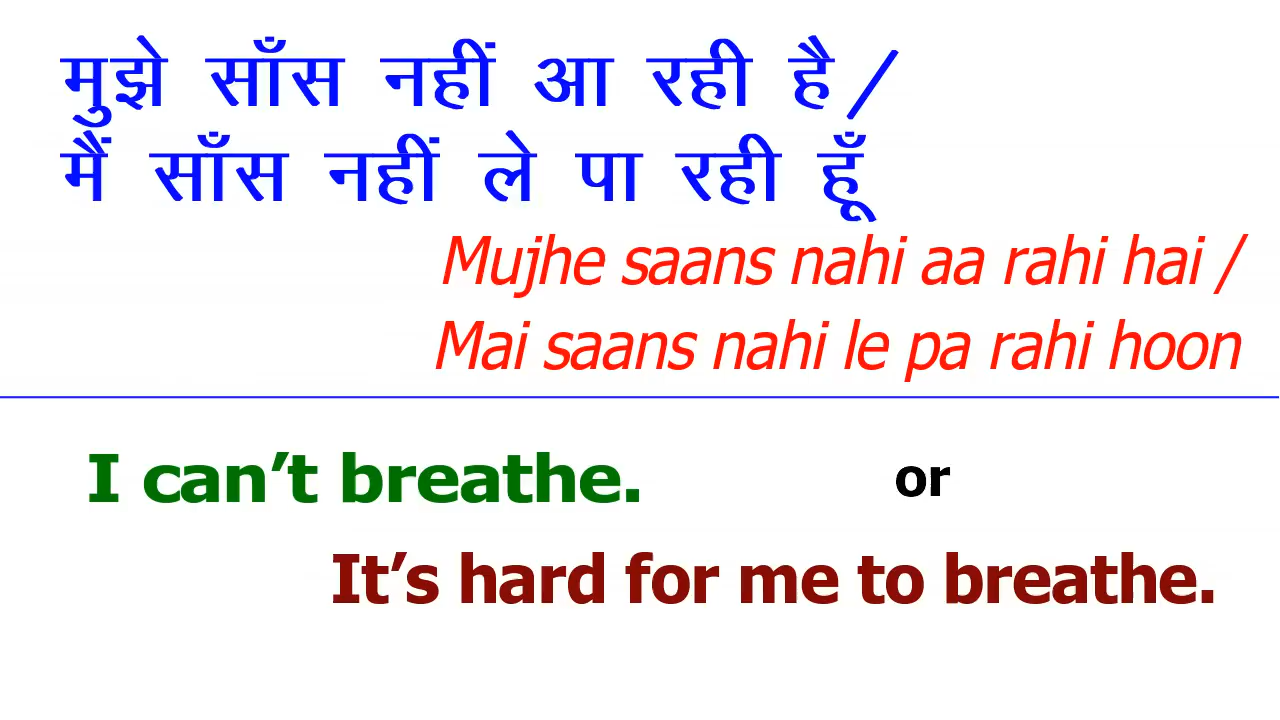 मुझे साँस नहीं आ रही है/
मैं साँस नहीं ले पा रही हूँ
Mujhe saans nahi aa rahi hai /
Mai saans nahi le pa rahi hoon
I can’t breathe. or
It’s hard for me to breathe.